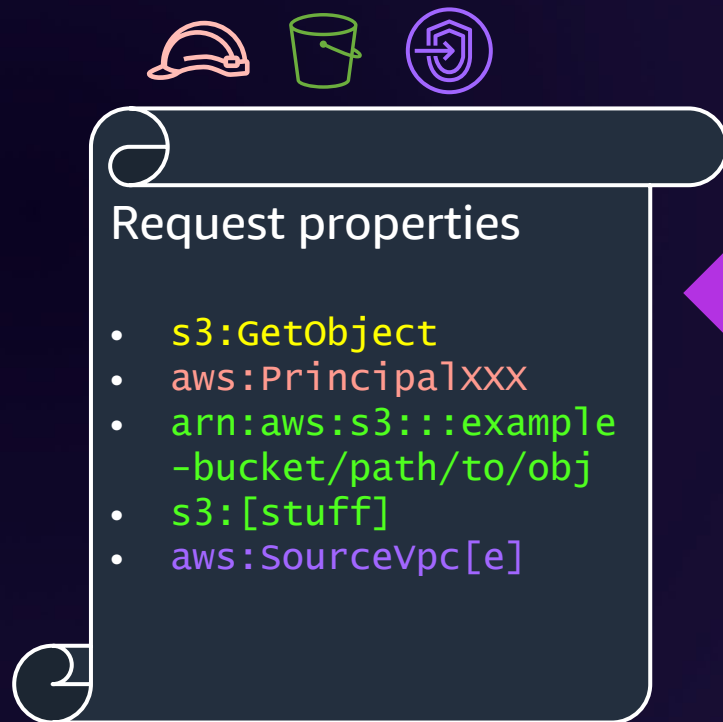 Request properties
• s3:GetObject
• aws:PrincipalXXX
• arn:aws:s3:::example
-bucket/path/to/obj
• s3:[stuff]
• aws:SourceVpc[e]